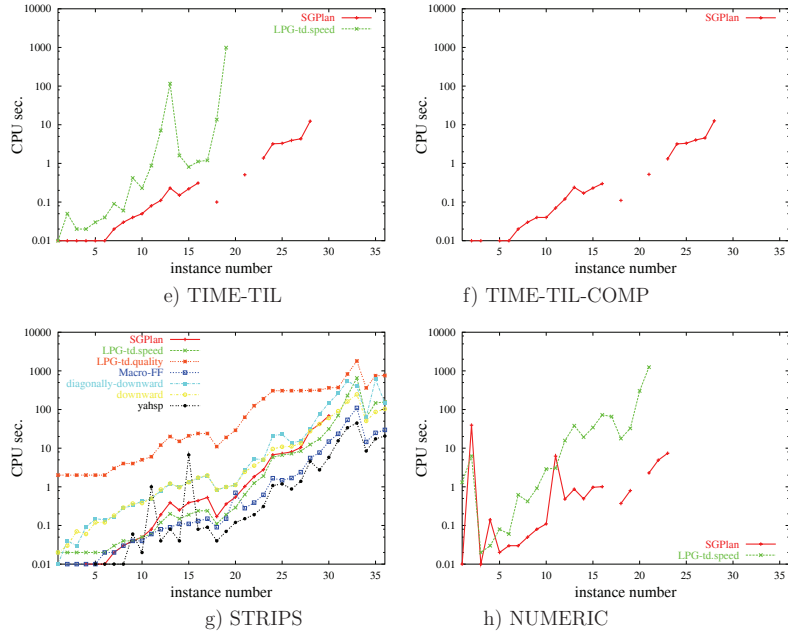 SGPlan
LPG-td.speed
CPU sec.
10000
1000
100
10
1
0.1
0.01
5 10 15 20 25 30 35
instance number
e) TIME-TIL
SGPlan
CPU sec.
10000
1000
100
10
1
0.1
0.01
5 10 15 20 25 30 35
instance number
f) TIME-TIL-COMP
SGPlan
LPG-td.speed
LPG-td.quality
Macro-FF
diagonally-downward
downward
yahsp
CPU sec.
10000
1000
100
10
1
0.1
0.01
5 10 15 20 25 30 35
instance number
g) STRIPS
CPU sec.
10000
1000
100
10
1
0.1
0.01
SGPlan
LPG-td.speed
5 10 15 20 25 30 35
instance number
h) NUMERIC